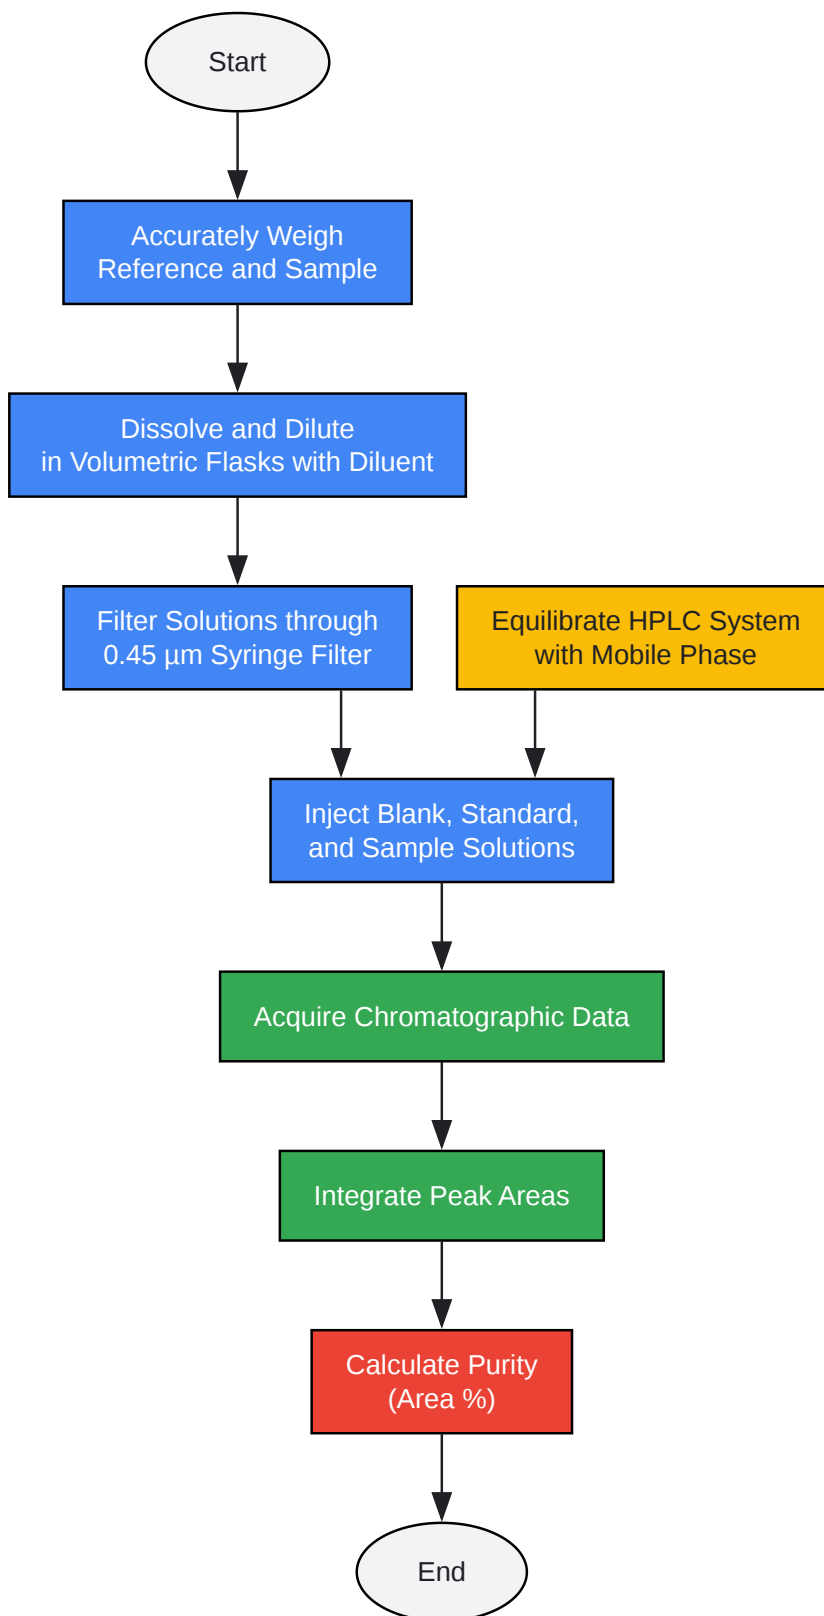 Start
Accurately Weigh
Reference and Sample
Dissolve and Dilute
in Volumetric Flasks with Diluent
Filter Solutions through
0.45 µm Syringe Filter
Equilibrate HPLC System
with Mobile Phase
Inject Blank, Standard,
and Sample Solutions
Acquire Chromatographic Data
Integrate Peak Areas
Calculate Purity
(Area %)
End